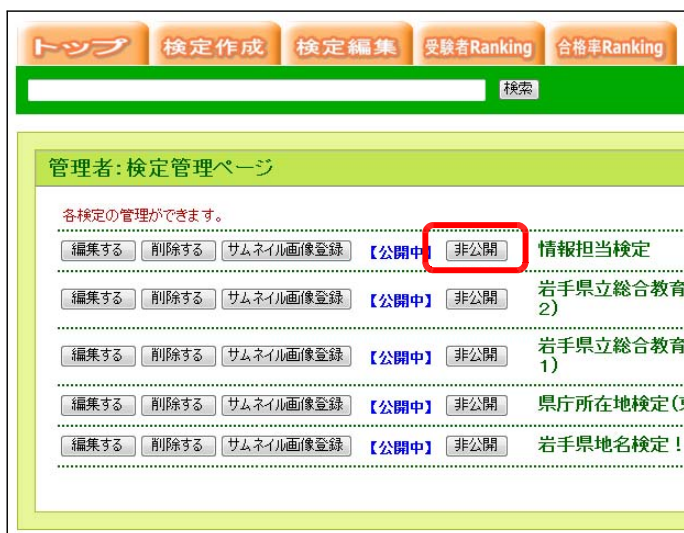 トップ 検定作成 検定編集 受験者Ranking 合格率Ranking
検索
管理者:検定管理ページ
各検定の管理ができます。
編集する 削除する サムネイル画像登録 【公開中】 非公開 情報担当検定
編集する 削除する サムネイル画像登録 【公開中】 非公開 岩手県立総合教育
2)
編集する 削除する サムネイル画像登録 【公開中】 非公開 岩手県立総合教育
1)
編集する 削除する サムネイル画像登録 【公開中】 非公開 県庁所在地検定(
編集する 削除する サムネイル画像登録 【公開中】 非公開 岩手県地名検定!